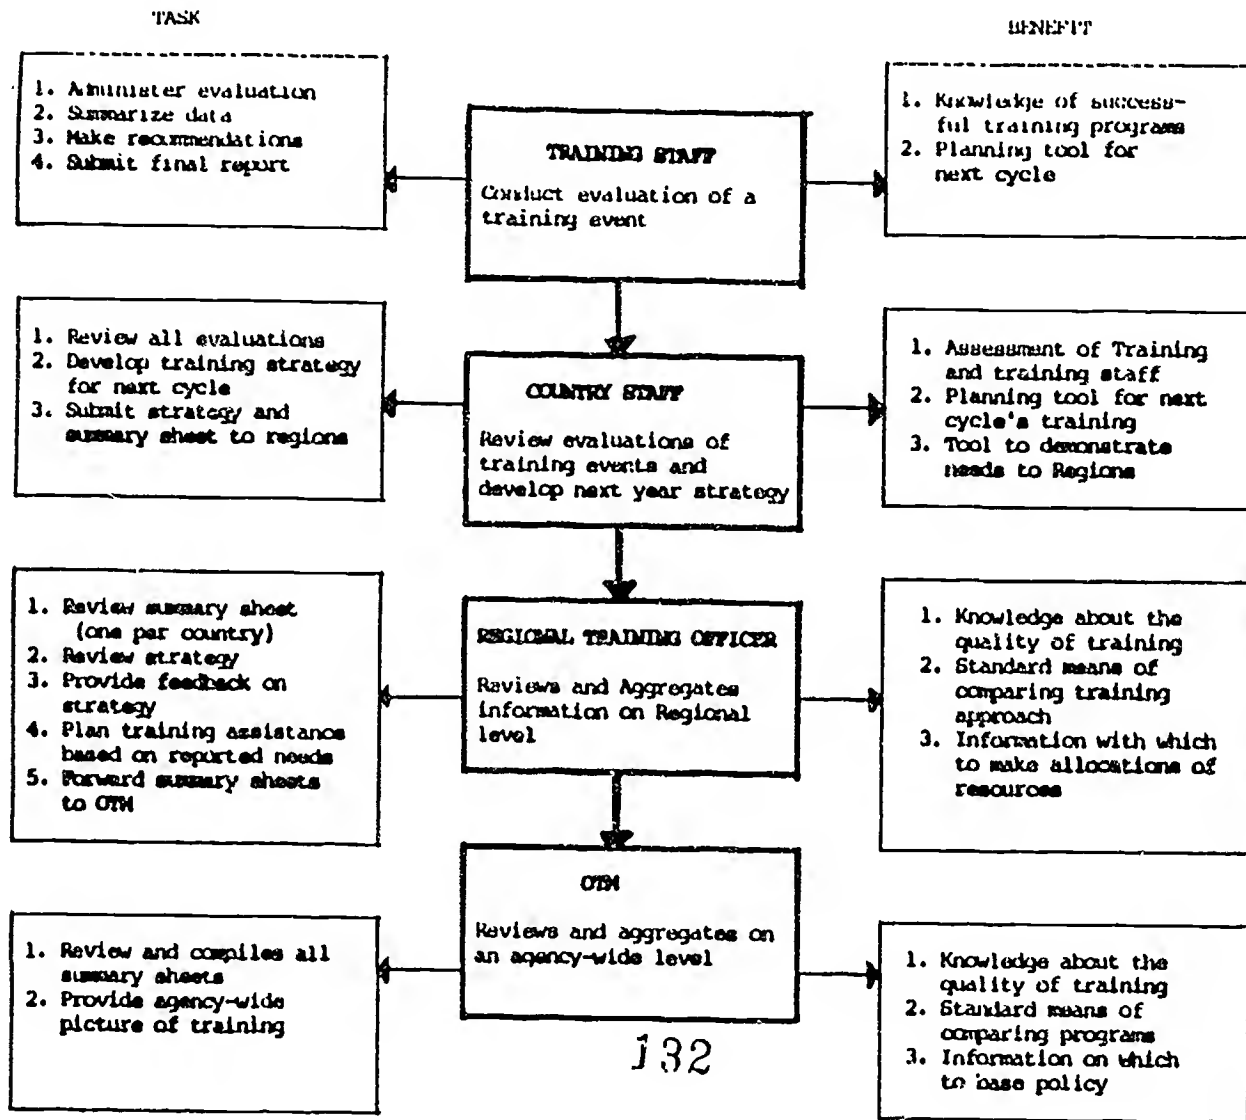 TASK
BENEFIT
1. Administer evaluation
2. Summarize data
3. Make recommendations
4. Submit final report
TRAINING STAFF
Conduct evaluation of a
training event
1. Knowledge of success-
ful training programs
2. Planning tool for
next cycle
1. Review all evaluations
2. Develop training strategy
for next cycle
3. Submit strategy and
summary sheet to regions
COUNTRY STAFF
Review evaluations of
training events and
develop next year strategy
1. Assessment of Training
and training staff
2. Planning tool for next
cycle's training
3. Tool to demonstrate
needs to Regions
1. Review summary sheet
(one per country)
2. Review strategy
3. Provide feedback on
strategy
4. Plan training assistance
based on reported needs
5. Forward summary sheets
to OTM
REGIONAL TRAINING OFFICER
Reviews and Aggregates
information on Regional
level
1. Knowledge about the
quality of training
2. Standard means of
comparing training
approach
3. Information with which
to make allocations of
resources
1. Review and compiles all
summary sheets
2. Provide agency-wide
picture of training
OTM
Reviews and aggregates on
an agency-wide level
1. Knowledge about the
quality of training
2. Standard means of
comparing programs
3. Information on which
to base policy
132